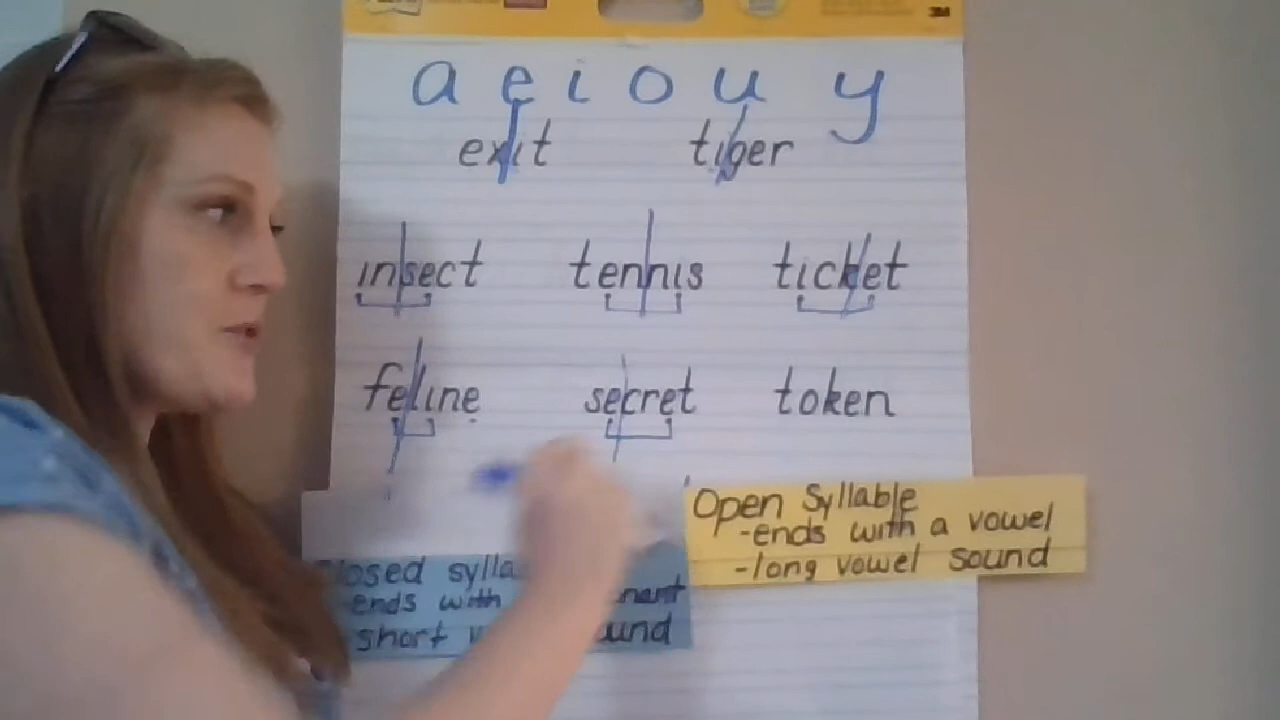 3M
a e i o u y
exit tiger
insect tennis ticket
feline secret token
Open Syllable
-ends with a vowel
-long vowel sound
ends with
short